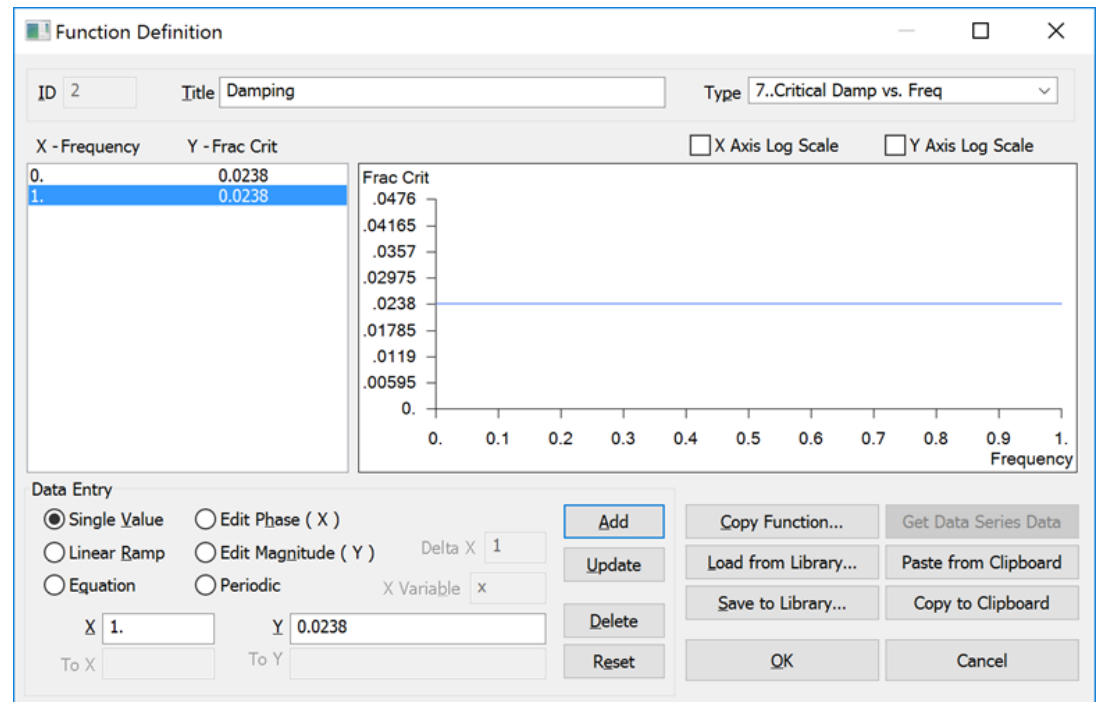 Function Definition
ID 2 Title Damping Type 7..Critical Damp vs. Freq
X - Frequency Y - Frac Crit X Axis Log Scale Y Axis Log Scale
0. 0.0238
1. 0.0238
Frac Crit
.0476
.04165
.0357
.02975
.0238
.01785
.0119
.00595
0.
0. 0.1 0.2 0.3 0.4 0.5 0.6 0.7 0.8 0.9 1.
Frequency
Data Entry
Single Value Edit Phase ( X ) Add Copy Function... Get Data Series Data
Linear Ramp Edit Magnitude ( Y ) Delta X 1 Update Load from Library... Paste from Clipboard
Equation Periodic X Variable x Save to Library... Copy to Clipboard
X 1. Y 0.0238 Delete
To X To Y Reset OK Cancel